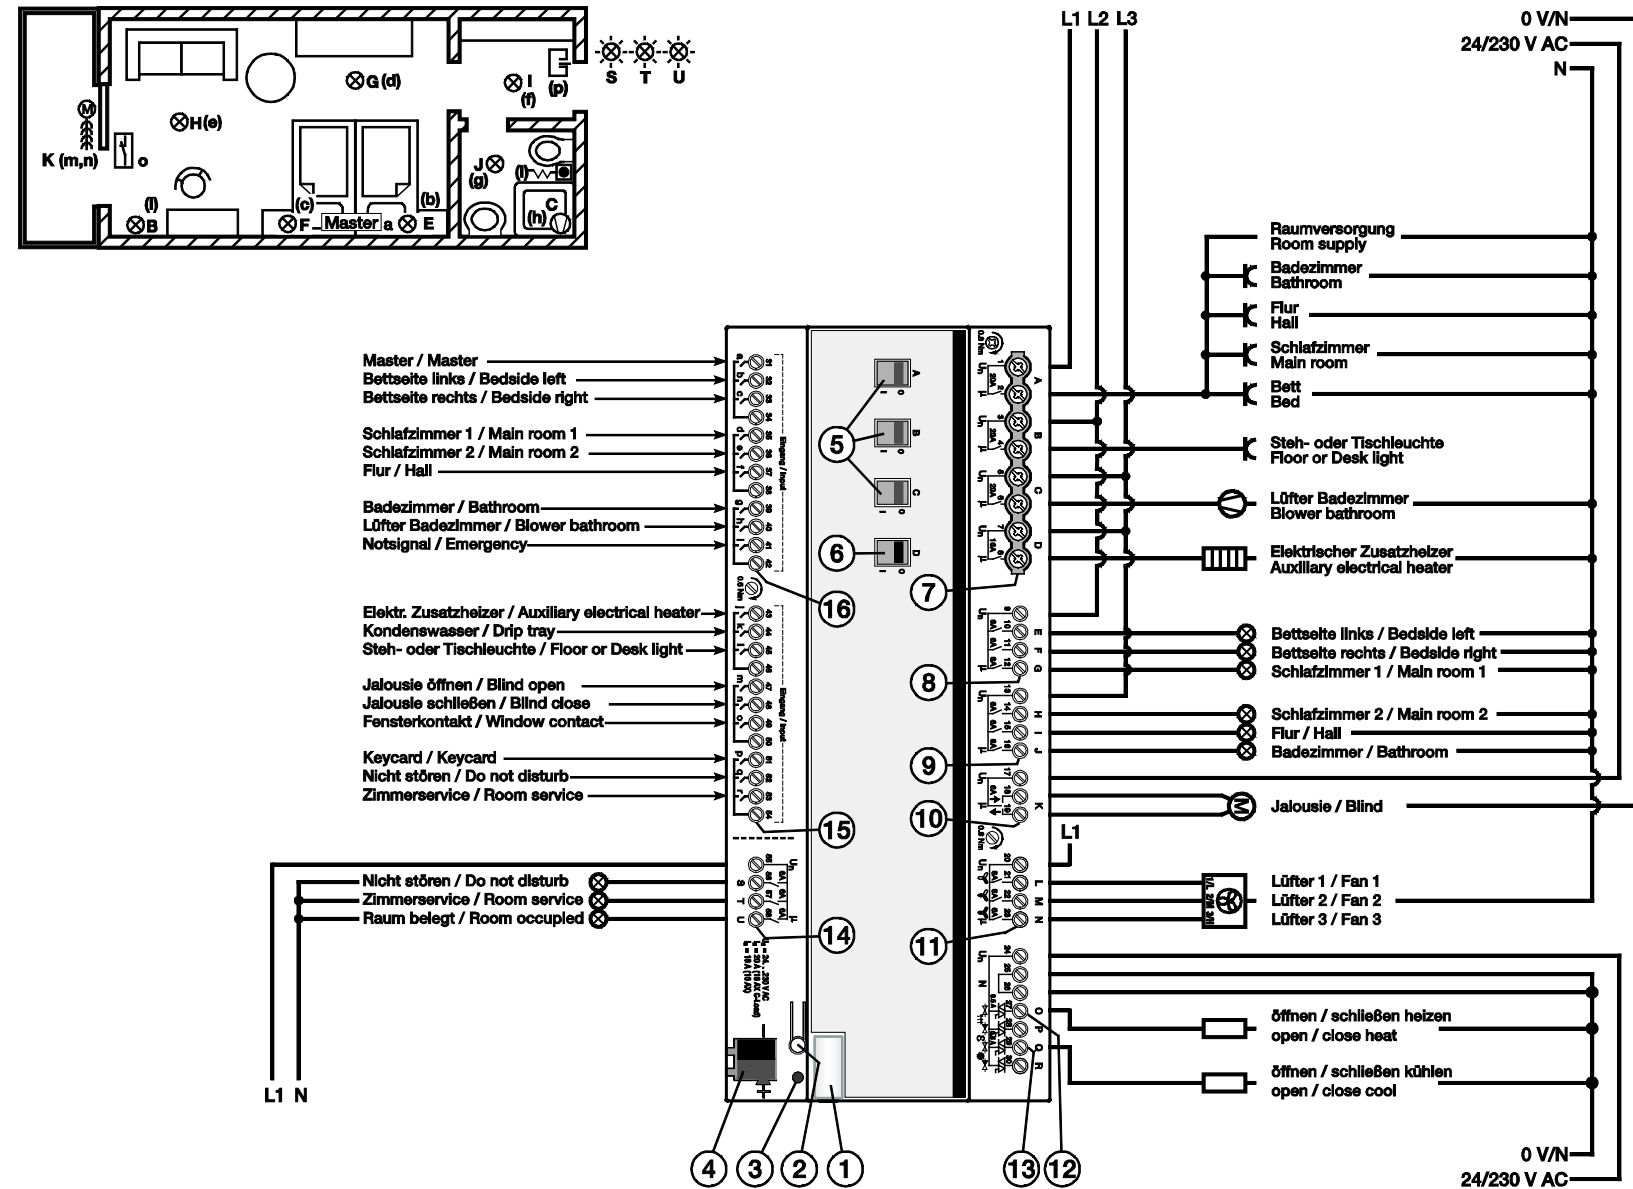 L1 L2 L3
0 V/N
24/230 V AC
N
S T U
G (d)
I
(f)
(p)
H (e)
K (m,n)
o
J
(g)
(i)
(l)
B
(c)
F
Master
a
(b)
E
C
(h)
M
Raumversorgung
Room supply
Badezimmer
Bathroom
Flur
Hall
Schlafzimmer
Main room
Bett
Bed
Steh- oder Tischleuchte
Floor or Desk light
Lüfter Badezimmer
Blower bathroom
Elektrischer Zusatzheizer
Auxiliary electrical heater
Bettseite links / Bedside left
Bettseite rechts / Bedside right
Schlafzimmer 1 / Main room 1
Schlafzimmer 2 / Main room 2
Flur / Hall
Badezimmer / Bathroom
M
Jalousie / Blind
L1
1/L 2/M 3/H
Lüfter 1 / Fan 1
Lüfter 2 / Fan 2
Lüfter 3 / Fan 3
öffnen / schließen heizen
open / close heat
öffnen / schließen kühlen
open / close cool
0 V/N
24/230 V AC
Master / Master
Bettseite links / Bedside left
Bettseite rechts / Bedside right
Schlafzimmer 1 / Main room 1
Schlafzimmer 2 / Main room 2
Flur / Hall
Badezimmer / Bathroom
Lüfter Badezimmer / Blower bathroom
Notsignal / Emergency
Elektr. Zusatzheizer / Auxiliary electrical heater
Kondenswasser / Drip tray
Steh- oder Tischleuchte / Floor or Desk light
Jalousie öffnen / Blind open
Jalousie schließen / Blind close
Fensterkontakt / Window contact
Keycard / Keycard
Nicht stören / Do not disturb
Zimmerservice / Room service
Nicht stören / Do not disturb
Zimmerservice / Room service
Raum belegt / Room occupied
L1 N
Eingang / Input
Eingang / Input
A
B
C
D
A
B
C
D
E
F
G
H
I
J
K
L
M
N
O
P
Q
R
S
T
U
5
6
7
8
9
10
11
16
15
14
4
3
2
1
13
12